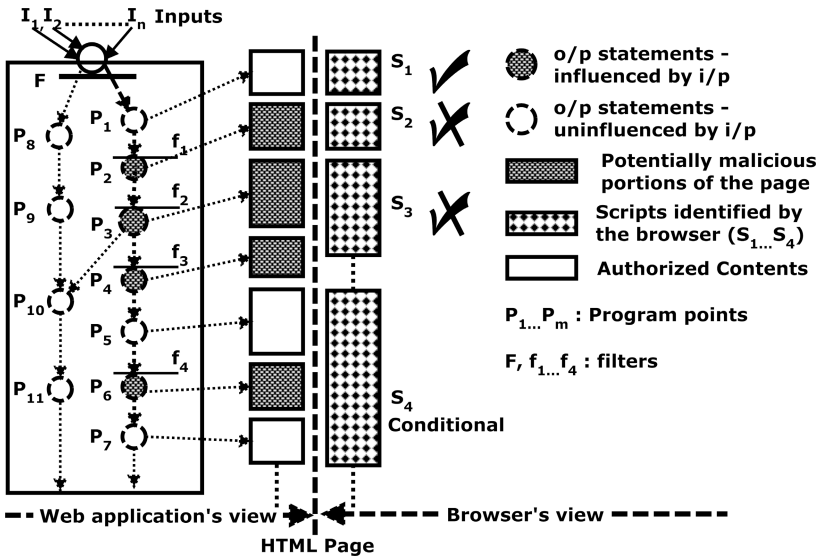 I1,I2 In Inputs
F
P1
P8
f1
P2
P9
f2
P3
f3
P4
P10
P5
f4
P6
P11
P7
S1
S2
S3
S4
Conditional
o/p statements -
influenced by i/p
o/p statements -
uninfluenced by i/p
Potentially malicious
portions of the page
Scripts identified by
the browser (S1...S4)
Authorized Contents
P1...Pm : Program points
F, f1...f4 : filters
Web application's view
Browser's view
HTML Page